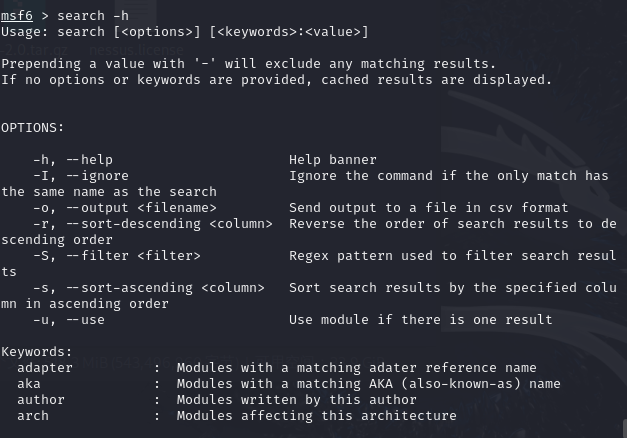 msf6 > search -h
Usage: search [<options>] [<keywords>:<value>]
Prepending a value with '-' will exclude any matching results.
If no options or keywords are provided, cached results are displayed.
OPTIONS:
-h, --help                    Help banner
-I, --ignore                  Ignore the command if the only match has
the same name as the search
-o, --output <filename>       Send output to a file in csv format
-r, --sort-descending <column>  Reverse the order of search results to de
scending order
-S, --filter <filter>         Regex pattern used to filter search resul
ts
-s, --sort-ascending <column>   Sort search results by the specified colu
mn in ascending order
-u, --use                     Use module if there is one result
Keywords:
adapter          :  Modules with a matching adater reference name
aka              :  Modules with a matching AKA (also-known-as) name
author           :  Modules written by this author
arch             :  Modules affecting this architecture